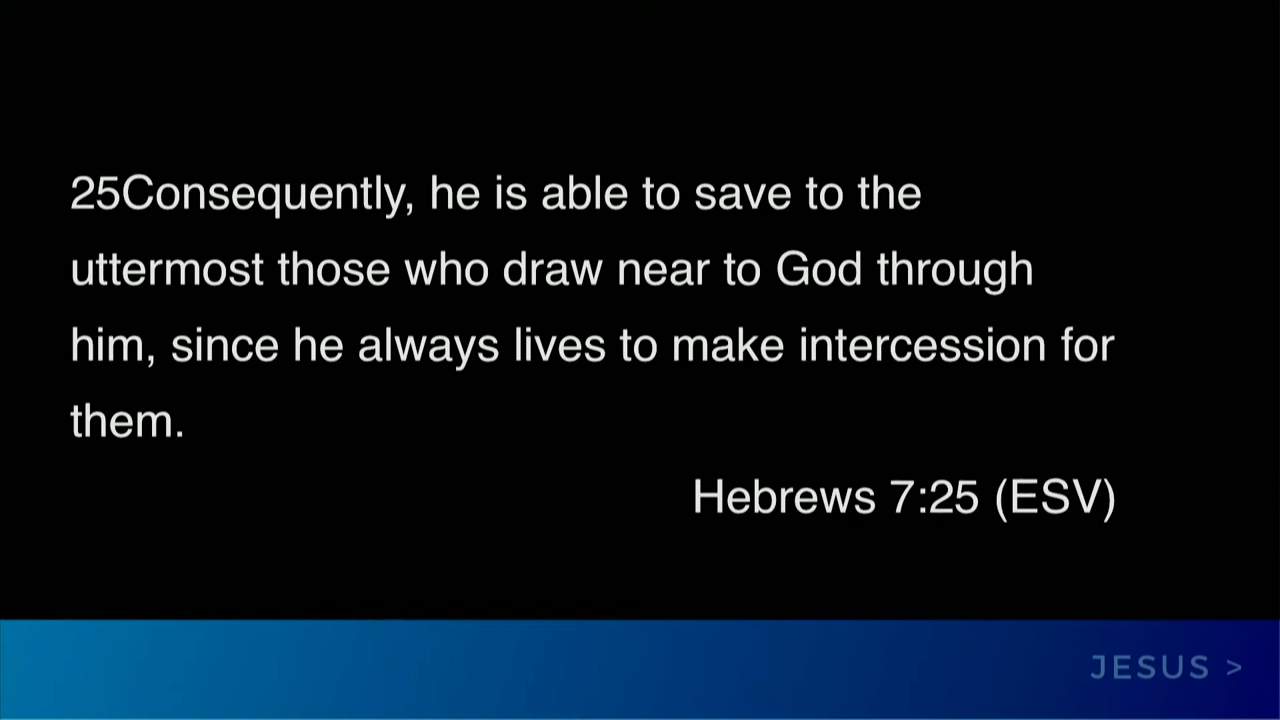 25Consequently, he is able to save to the
uttermost those who draw near to God through
him, since he always lives to make intercession for
them.
Hebrews 7:25 (ESV)
JESUS >